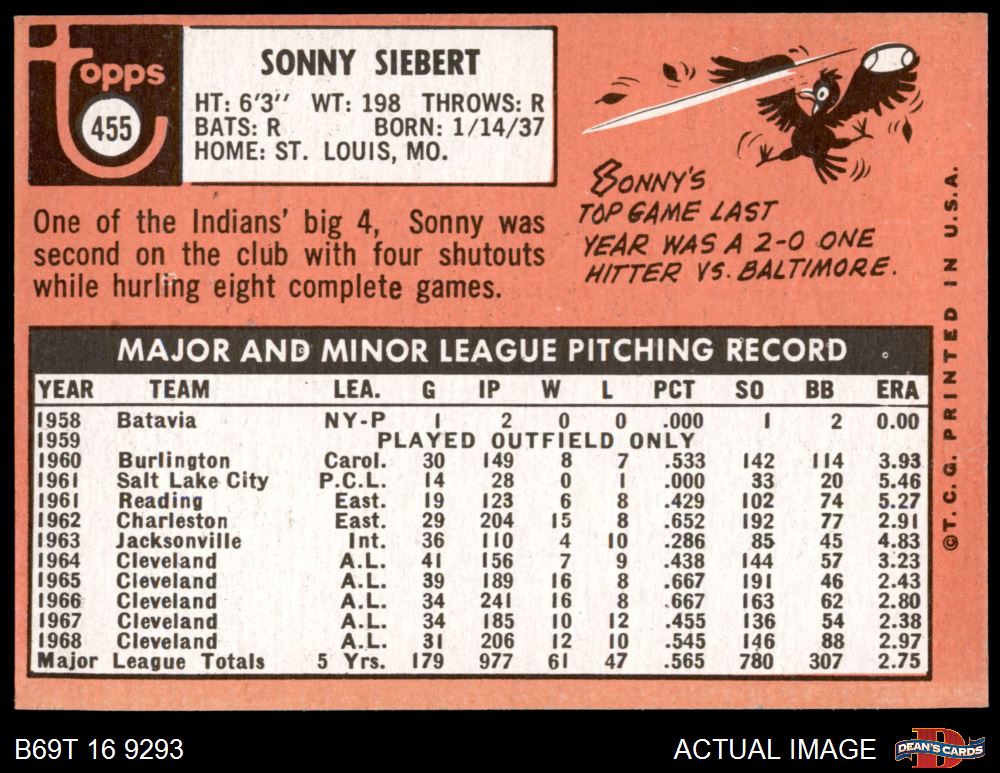 topps
455
SONNY SIEBERT
HT: 6'3" WT: 198 THROWS: R
BATS: R BORN: 1/14/37
HOME: ST. LOUIS, MO.
One of the Indians' big 4, Sonny was
second on the club with four shutouts
while hurling eight complete games.
SONNY'S
TOP GAME LAST
YEAR WAS A 2-0 ONE
HITTER VS. BALTIMORE.
©T.C.G. PRINTED IN U.S.A.
MAJOR AND MINOR LEAGUE PITCHING RECORD
YEAR TEAM LEA. G IP W L PCT SO BB ERA
1958 Batavia NY-P 1 2 0 0 .000 1 2 0.00
1959 PLAYED OUTFIELD ONLY
1960 Burlington Carol. 30 149 8 7 .533 142 114 3.93
1961 Salt Lake City P.C.L. 14 28 0 1 .000 33 20 5.46
1961 Reading East. 19 123 6 8 .429 102 74 5.27
1962 Charleston East. 29 204 15 8 .652 192 77 2.91
1963 Jacksonville Int. 36 110 4 10 .286 85 45 4.83
1964 Cleveland A.L. 41 156 7 9 .438 144 57 3.23
1965 Cleveland A.L. 39 189 16 8 .667 191 46 2.43
1966 Cleveland A.L. 34 241 16 8 .667 163 62 2.80
1967 Cleveland A.L. 34 185 10 12 .455 136 54 2.38
1968 Cleveland A.L. 31 206 12 10 .545 146 88 2.97
Major League Totals 5 Yrs. 179 977 61 47 .565 780 307 2.75
B69T 16 9293
ACTUAL IMAGE
DEAN'S CARDS